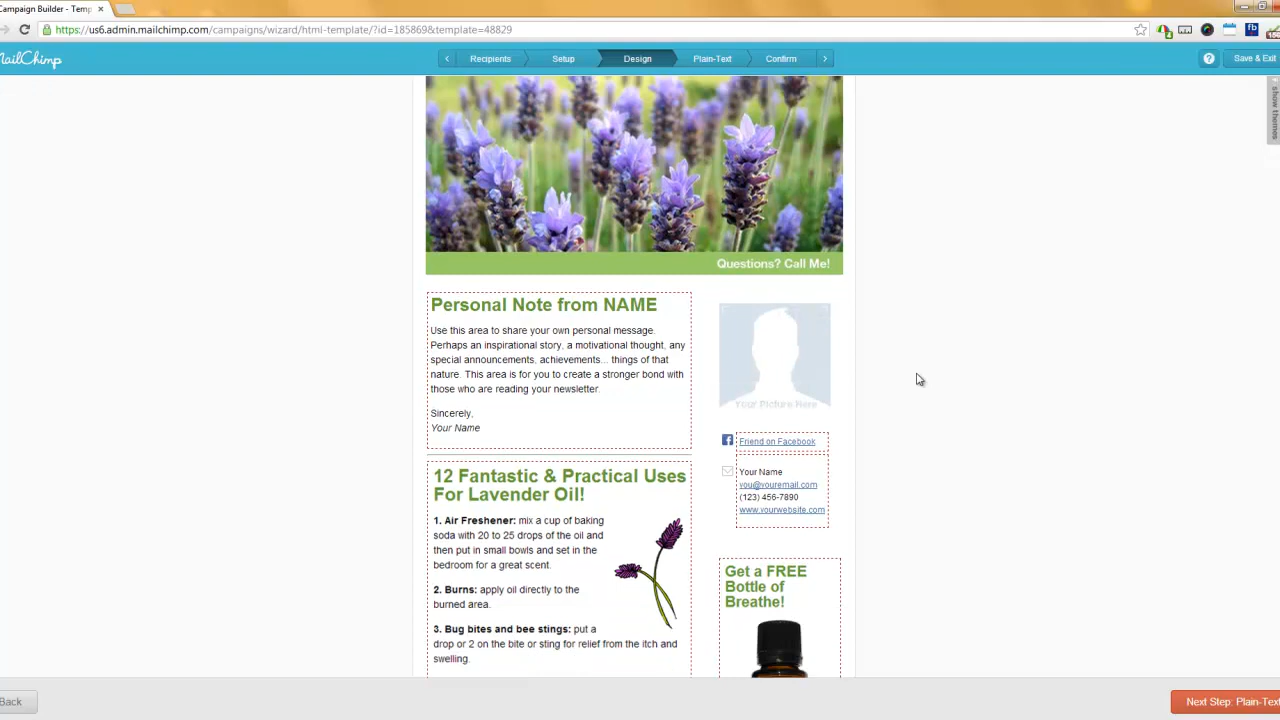 Campaign Builder - Temp
https://us6.admin.mailchimp.com/campaigns/wizard/html-template/?id=185869&template=48829
fb
MailChimp
Recipients
Setup
Design
Plain-Text
Confirm
?
Save & Exit
show themes
Questions? Call Me!
Personal Note from NAME
Use this area to share your own personal message.
Perhaps an inspirational story, a motivational thought, any
special announcements, achievements... things of that
nature. This area is for you to create a stronger bond with
those who are reading your newsletter.
Sincerely,
Your Name
Your Picture Here
Friend on Facebook
Your Name
you@youremail.com
(123) 456-7890
www.yourwebsite.com
12 Fantastic & Practical Uses
For Lavender Oil!
1. Air Freshener: mix a cup of baking
soda with 20 to 25 drops of the oil and
then put in small bowls and set in the
bedroom for a great scent.
2. Burns: apply oil directly to the
burned area.
3. Bug bites and bee stings: put a
drop or 2 on the bite or sting for relief from the itch and
swelling.
Get a FREE
Bottle of
Breathe!
Back
Next Step: Plain-Text